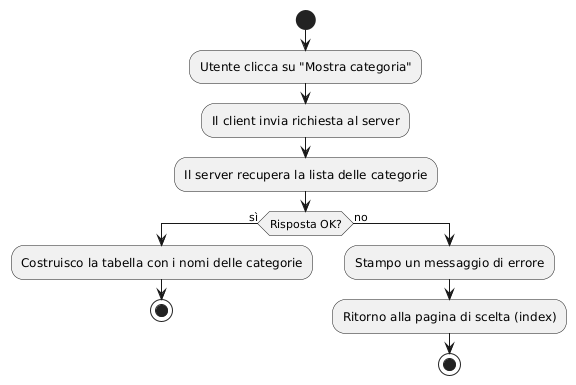 Utente clicca su "Mostra categoria"
Il client invia richiesta al server
Il server recupera la lista delle categorie
Risposta OK?
sì
no
Costruisco la tabella con i nomi delle categorie
Stampo un messaggio di errore
Ritorno alla pagina di scelta (index)